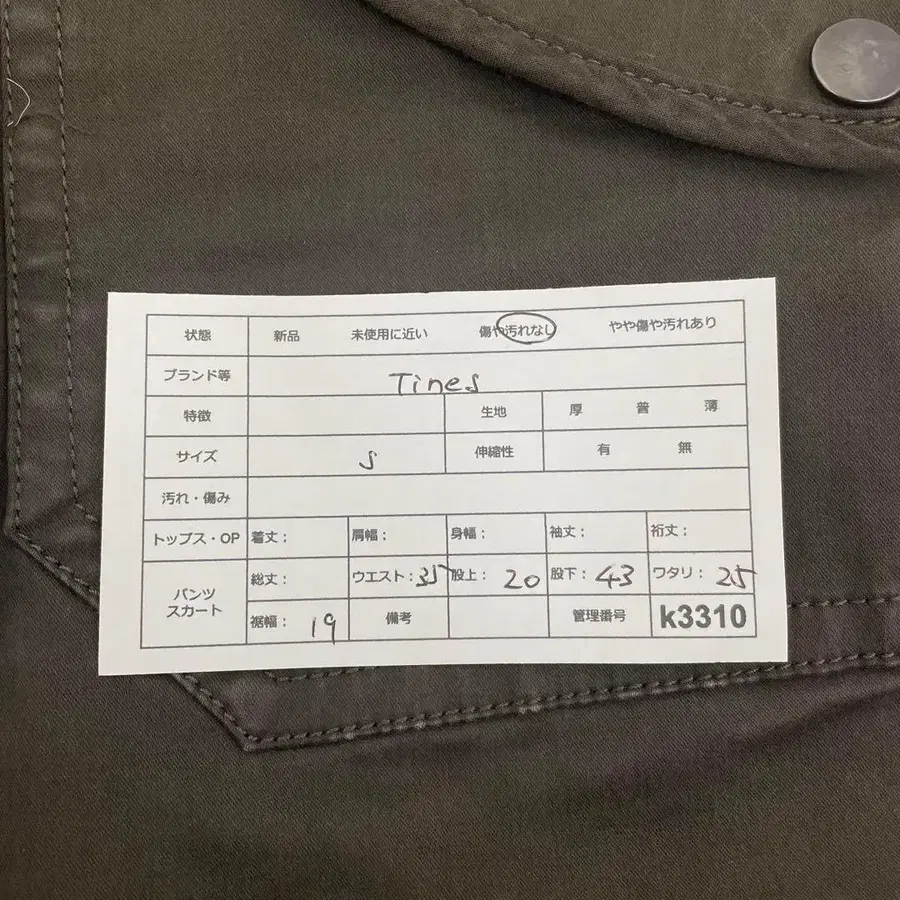 状態 新品 未使用に近い 傷や汚れなし やや傷や汚れあり
ブランド等 Tines
特徴 生地 厚 普 薄
サイズ S 伸縮性 有 無
汚れ・傷み
トップス・OP 着丈： 肩幅： 身幅： 袖丈： 裄丈：
パンツ スカート 総丈： ウエスト：35 股上：20 股下：43 ワタリ：25
裾幅：19 備考 管理番号 k3310